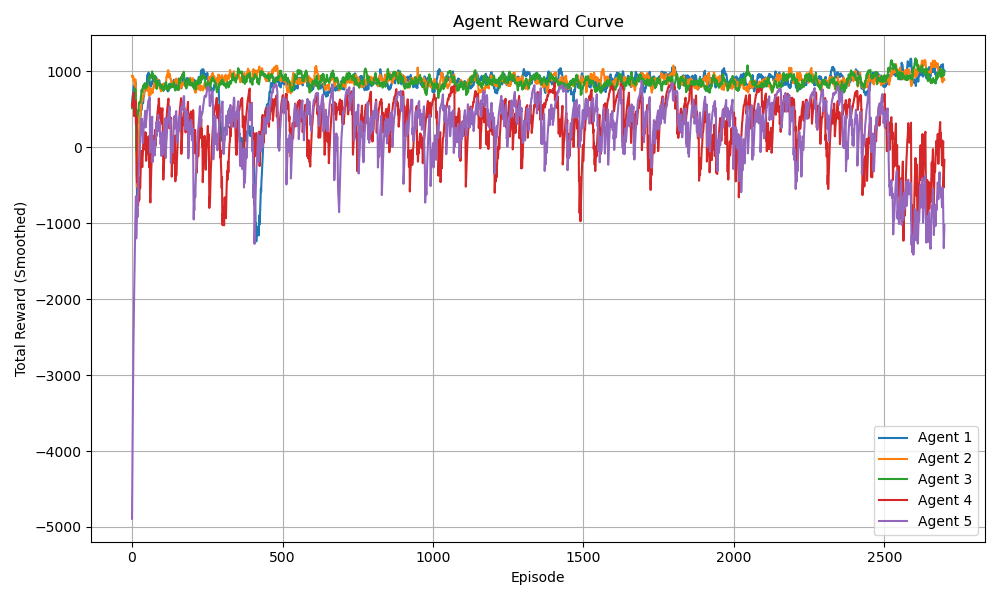 Agent Reward Curve
Total Reward (Smoothed)
1000
0
−1000
−2000
−3000
−4000
−5000
0 500 1000 1500 2000 2500
Episode
Agent 1
Agent 2
Agent 3
Agent 4
Agent 5